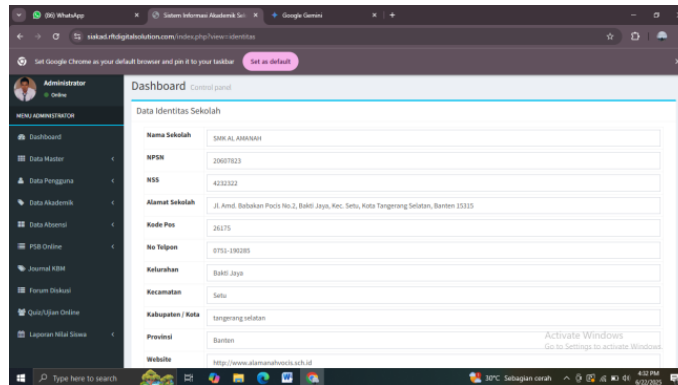 (06) WhatsApp
Sistem Informasi Akademik Sek
Google Gemini
siakad.rftdigitalsolution.com/index.php?view=identitas
Set Google Chrome as your default browser and pin it to your taskbar
Set as default
Administrator
Online
Dashboard Control panel
MENU ADMINISTRATOR
Data Identitas Sekolah
Dashboard
Data Master
Data Pengguna
Data Akademik
Data Absensi
PSB Online
Journal KBM
Forum Diskusi
Quiz/Ujian Online
Laporan Nilai Siswa
Nama Sekolah SMK AL AMANAH
NPSN 20607823
NSS 4232322
Alamat Sekolah Jl. Amd. Babakan Pocis No.2, Bakti Jaya, Kec. Setu, Kota Tangerang Selatan, Banten 15315
Kode Pos 26175
No Telpon 0751-190285
Kelurahan Bakti Jaya
Kecamatan Setu
Kabupaten / Kota tangerang selatan
Provinsi Banten
Website http://www.alamanahvocis.sch.id
Activate Windows
Go to Settings to activate Windows.
Type here to search
30°C Sebagian cerah
4:32 PM
6/22/2025